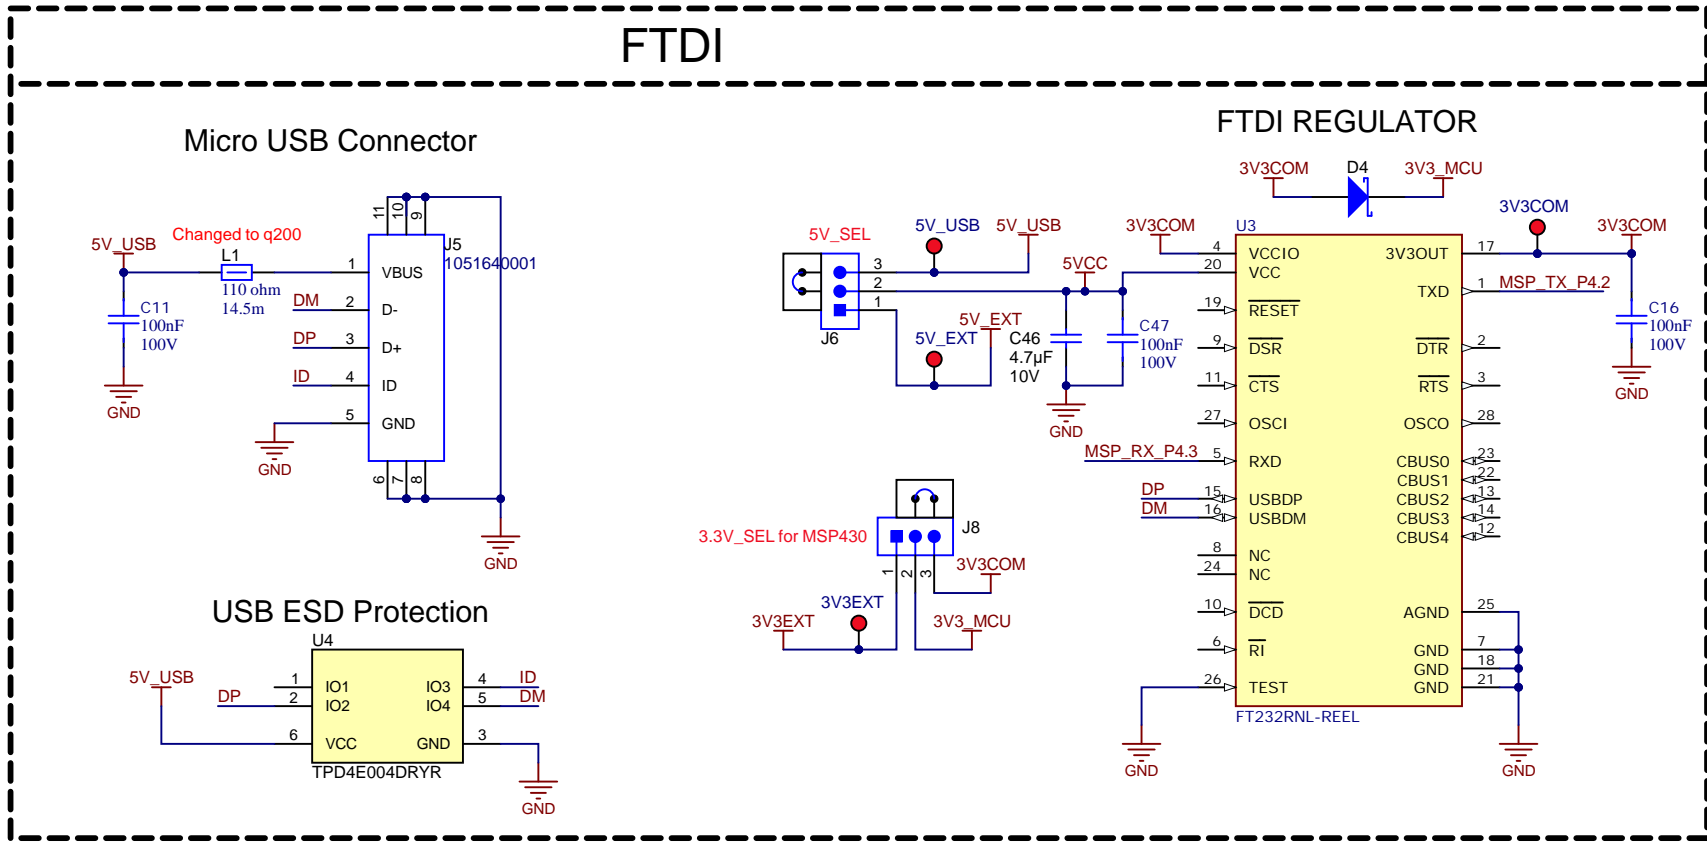 FTDI
Micro USB Connector
5V_USB
Changed to q200
L1
110 ohm
14.5m
C11
100nF
100V
GND
DM
DP
ID
GND
11
10
9
1
2
3
4
5
VBUS
D-
D+
ID
GND
6
7
8
J5
1051640001
GND
USB ESD Protection
U4
5V_USB
DP
1
2
6
IO1
IO2
VCC
IO3
IO4
GND
4
5
3
ID
DM
TPD4E004DRYR
GND
5V_SEL
J6
3
2
1
5V_USB
5V_USB
5V_EXT
5V_EXT
5VCC
C46
4.7µF
10V
C47
100nF
100V
GND
3.3V_SEL for MSP430
J8
1
2
3
3V3COM
3V3_MCU
3V3EXT
3V3EXT
FTDI REGULATOR
3V3COM
D4
3V3_MCU
3V3COM
U3
4
VCCIO
20
VCC
19
RESET
9
DSR
11
CTS
27
OSCI
MSP_RX_P4.3
5
RXD
DP
15
USBDP
DM
16
USBDM
8
NC
24
NC
10
DCD
6
RI
26
TEST
GND
3V3OUT
17
TXD
1
MSP_TX_P4.2
DTR
2
RTS
3
OSCO
28
CBUS0
23
CBUS1
22
CBUS2
13
CBUS3
14
CBUS4
12
AGND
25
GND
7
GND
18
GND
21
FT232RNL-REEL
GND
3V3COM
3V3COM
C16
100nF
100V
GND